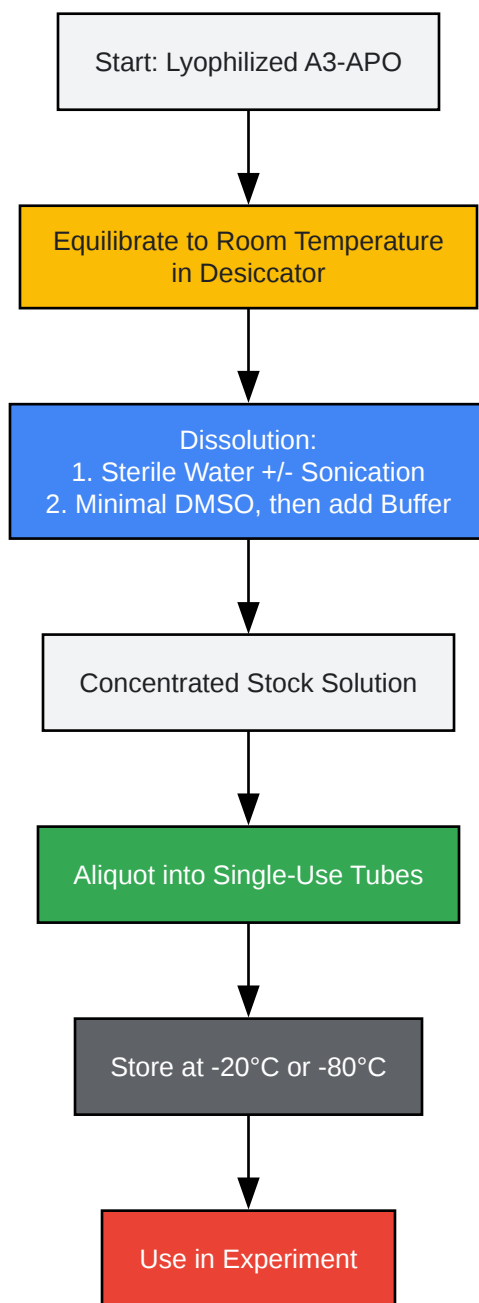 Start: Lyophilized A3-APO
Equilibrate to Room Temperature
in Desiccator
Dissolution:
1. Sterile Water +/- Sonication
2. Minimal DMSO, then add Buffer
Concentrated Stock Solution
Aliquot into Single-Use Tubes
Store at -20°C or -80°C
Use in Experiment